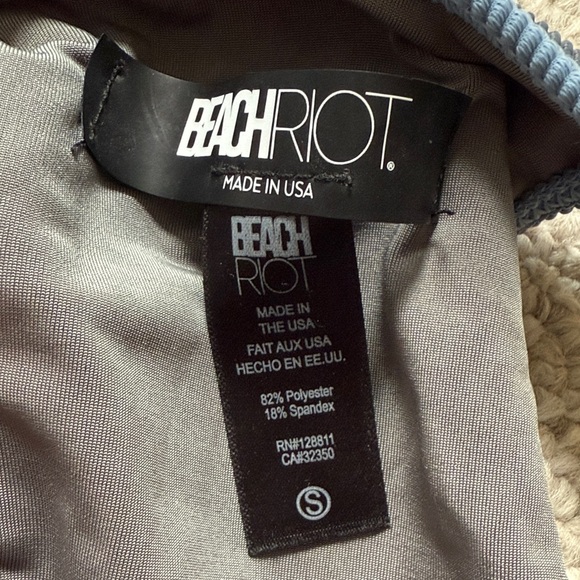 BEACHRIOT®
MADE IN USA
BEACH
RIOT
MADE IN
THE USA
FAIT AUX USA
HECHO EN EE.UU.
82% Polyester
18% Spandex
RN#128811
CA#32350
S